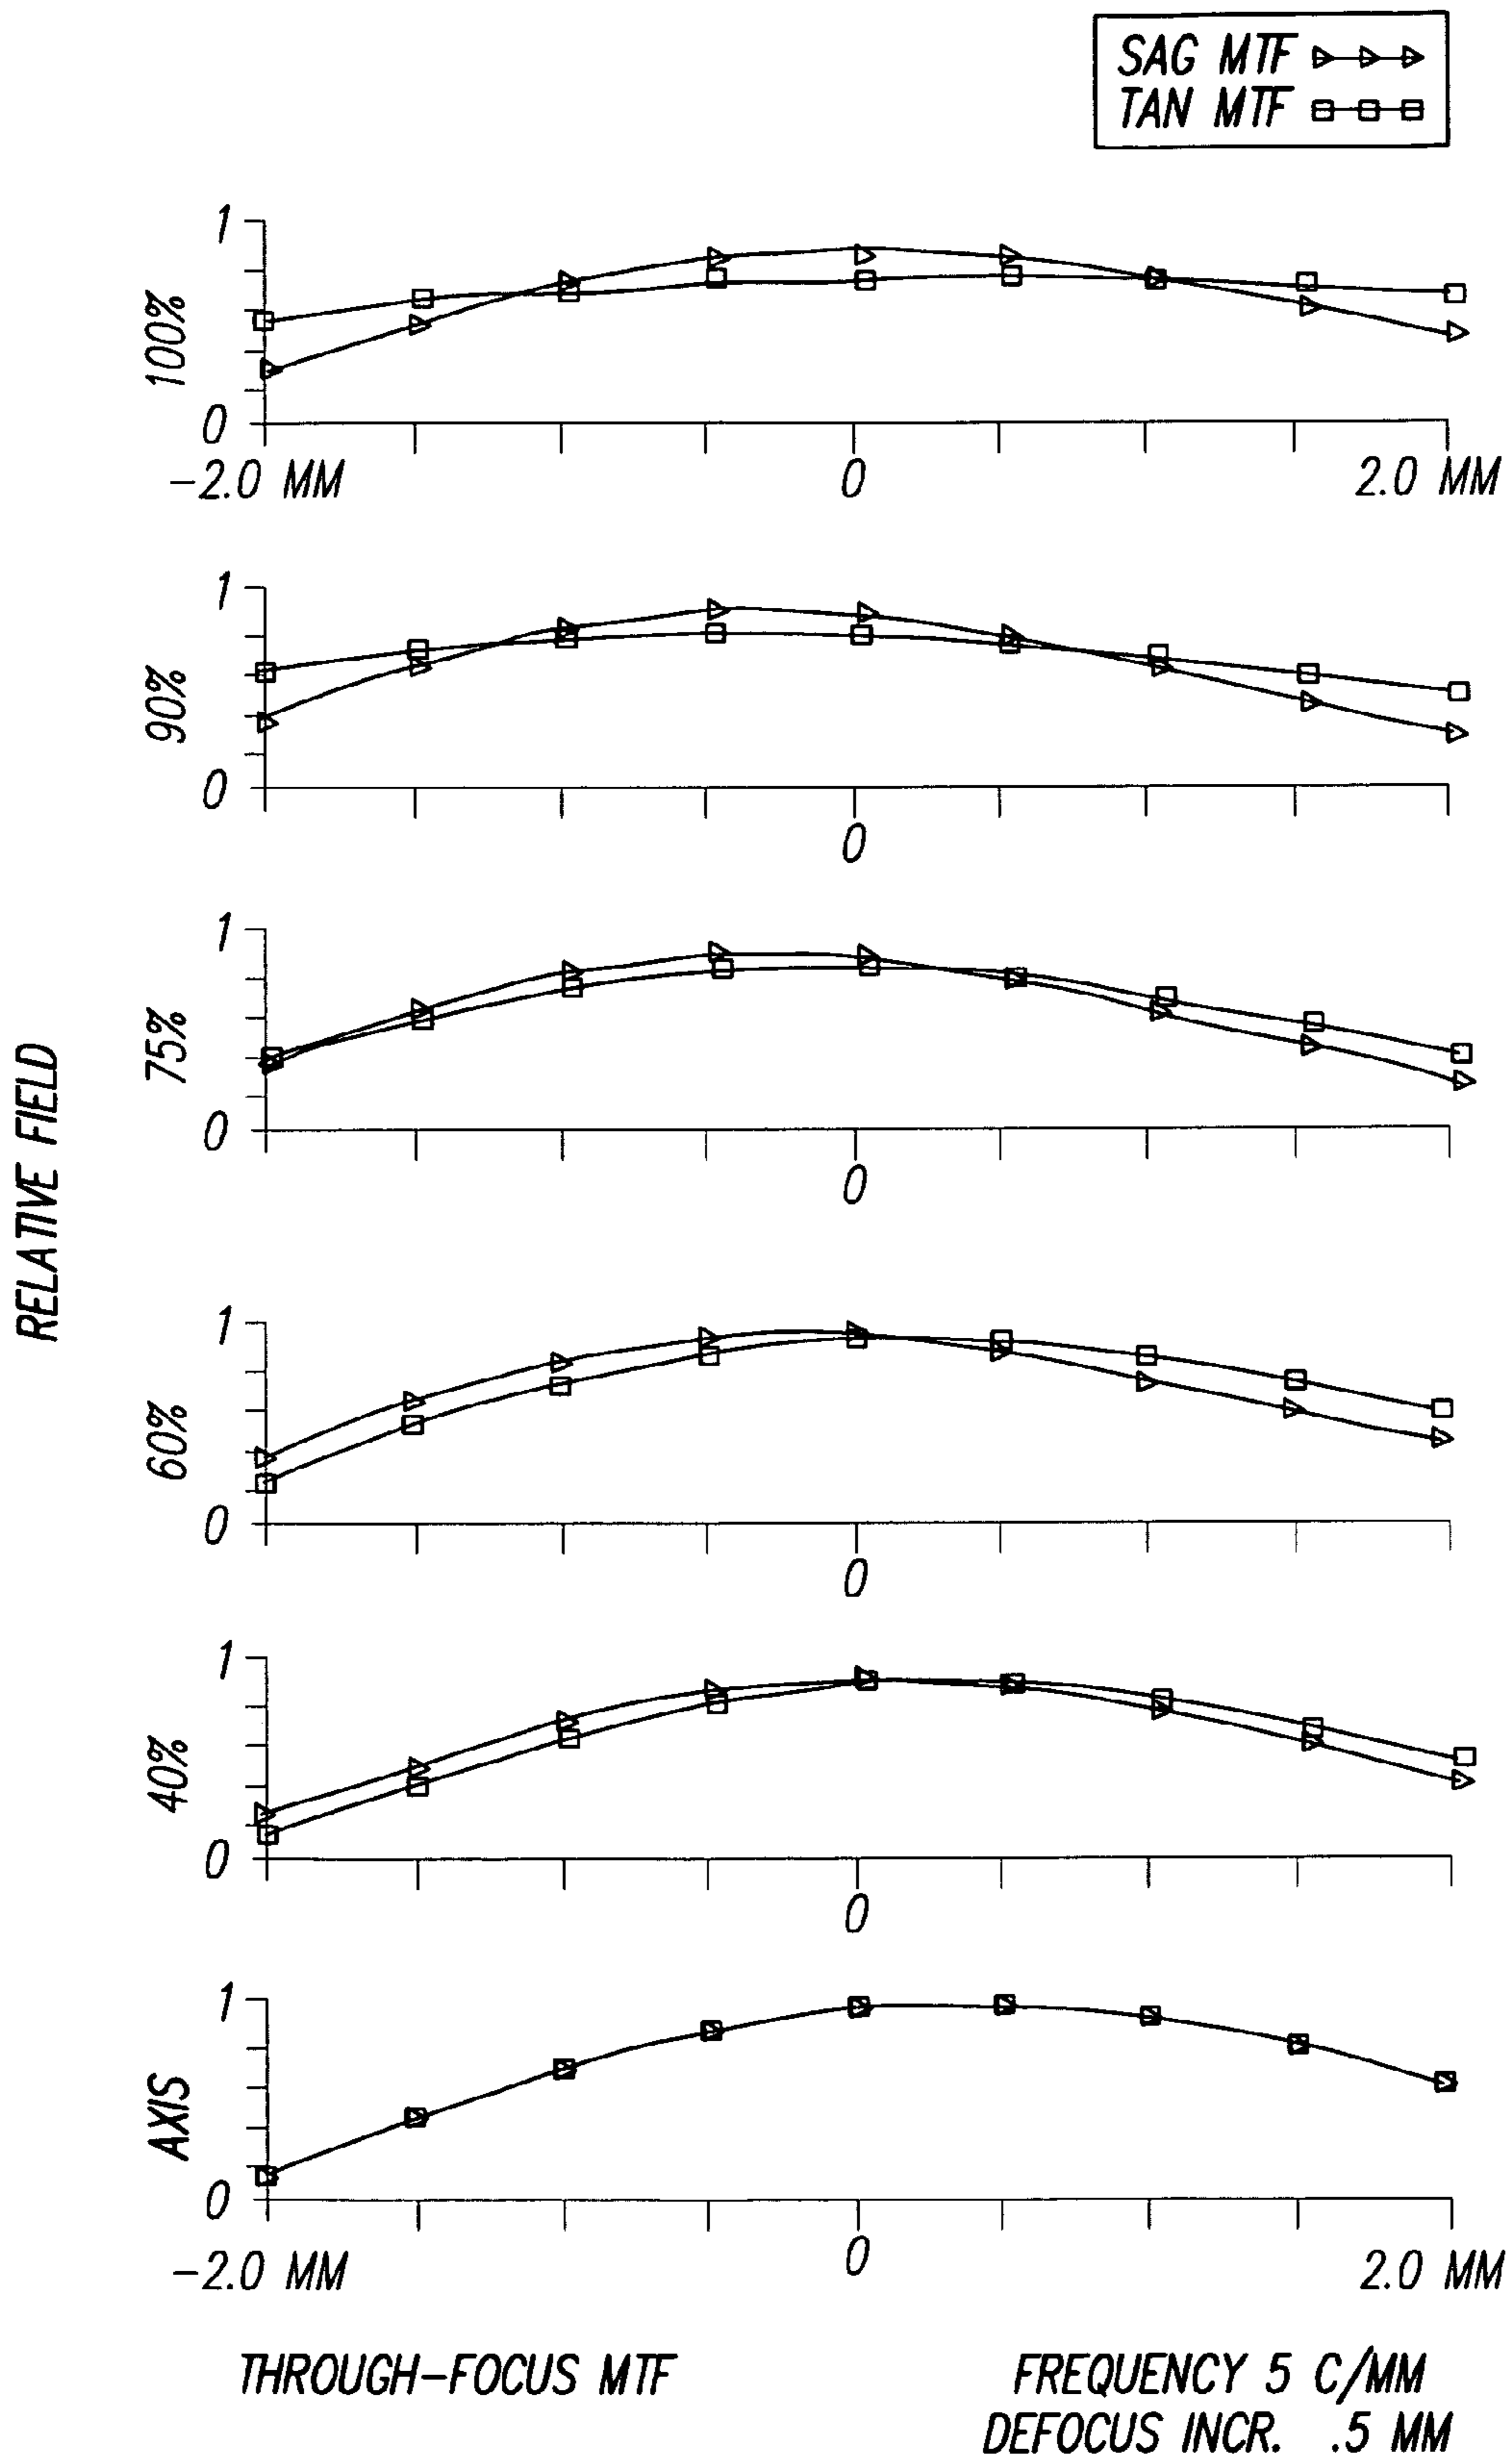 SAG MTF
TAN MTF
RELATIVE FIELD
100%
1
0
-2.0 MM 0 2.0 MM
90%
1
0
0
75%
1
0
0
60%
1
0
0
40%
1
0
0
AXIS
1
0
-2.0 MM 0 2.0 MM
THROUGH-FOCUS MTF
FREQUENCY 5 C/MM
DEFOCUS INCR. .5 MM